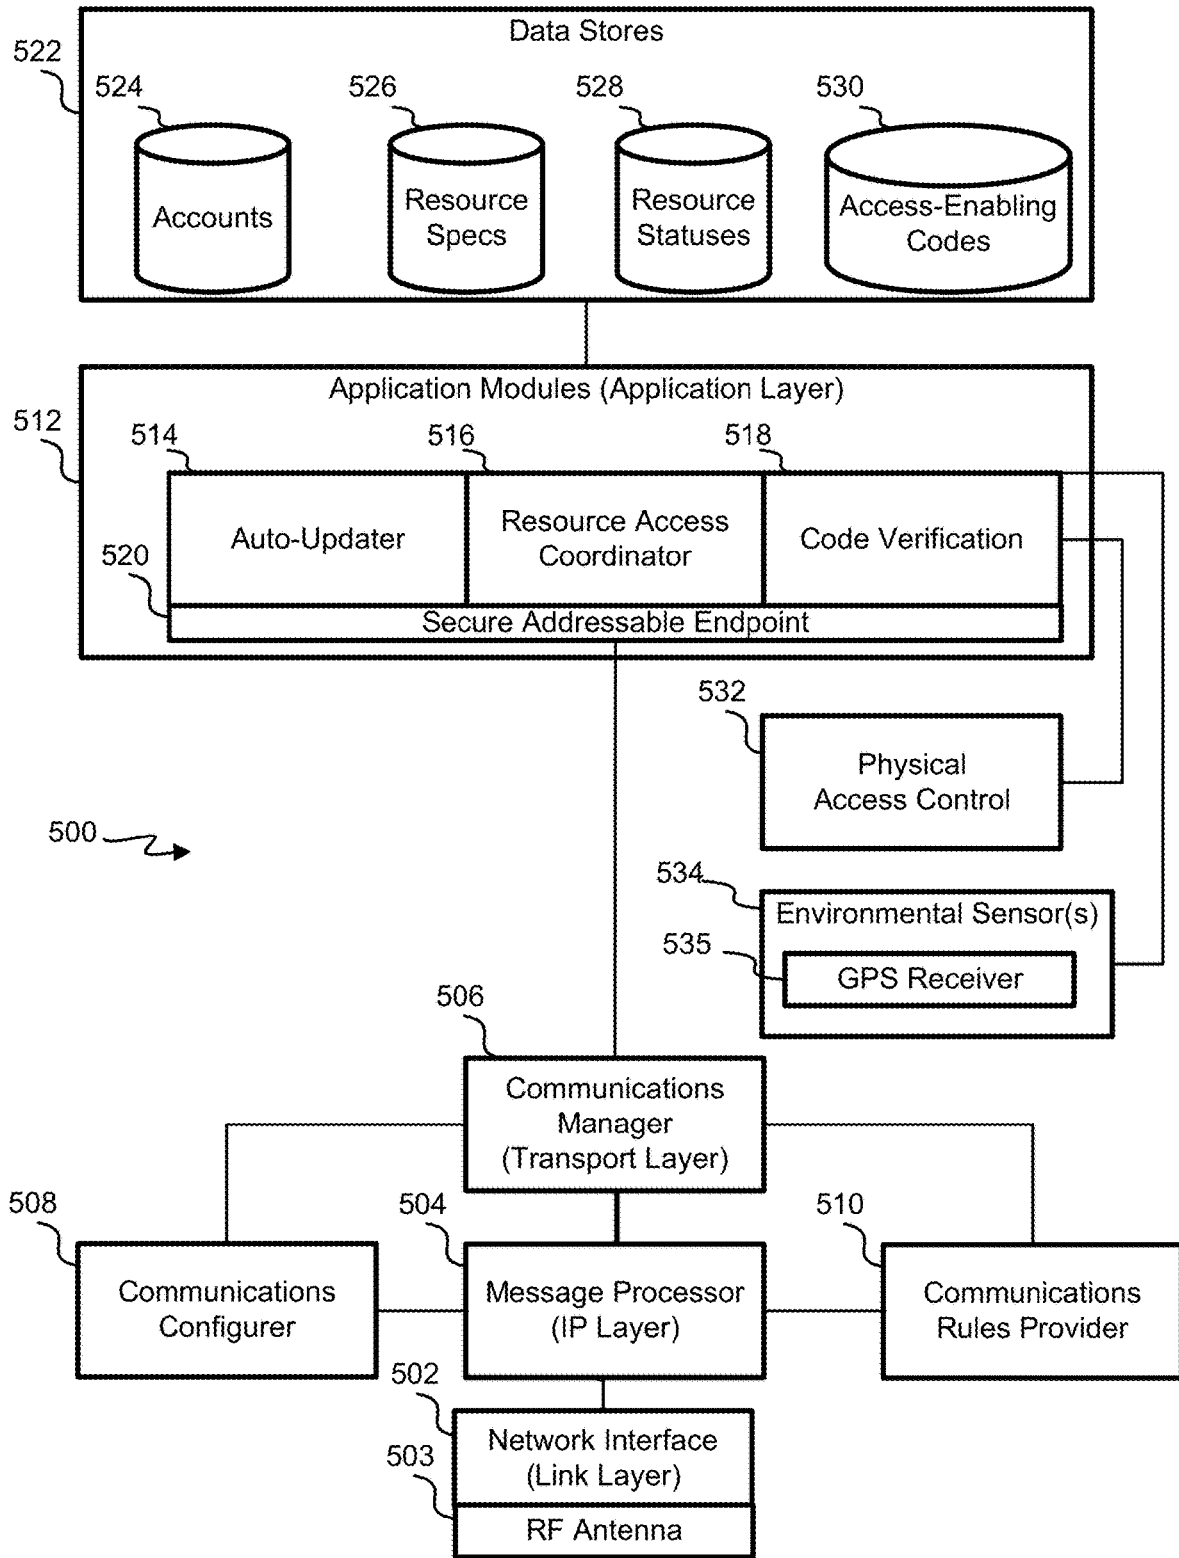 Data Stores
522
524
526
528
530
Accounts
Resource
Specs
Resource
Statuses
Access-Enabling
Codes
Application Modules (Application Layer)
512
514
516
518
Auto-Updater
Resource Access
Coordinator
Code Verification
520
Secure Addressable Endpoint
532
Physical
Access Control
500
534
Environmental Sensor(s)
535
GPS Receiver
506
Communications
Manager
(Transport Layer)
508
504
510
Communications
Configurer
Message Processor
(IP Layer)
Communications
Rules Provider
502
Network Interface
(Link Layer)
503
RF Antenna